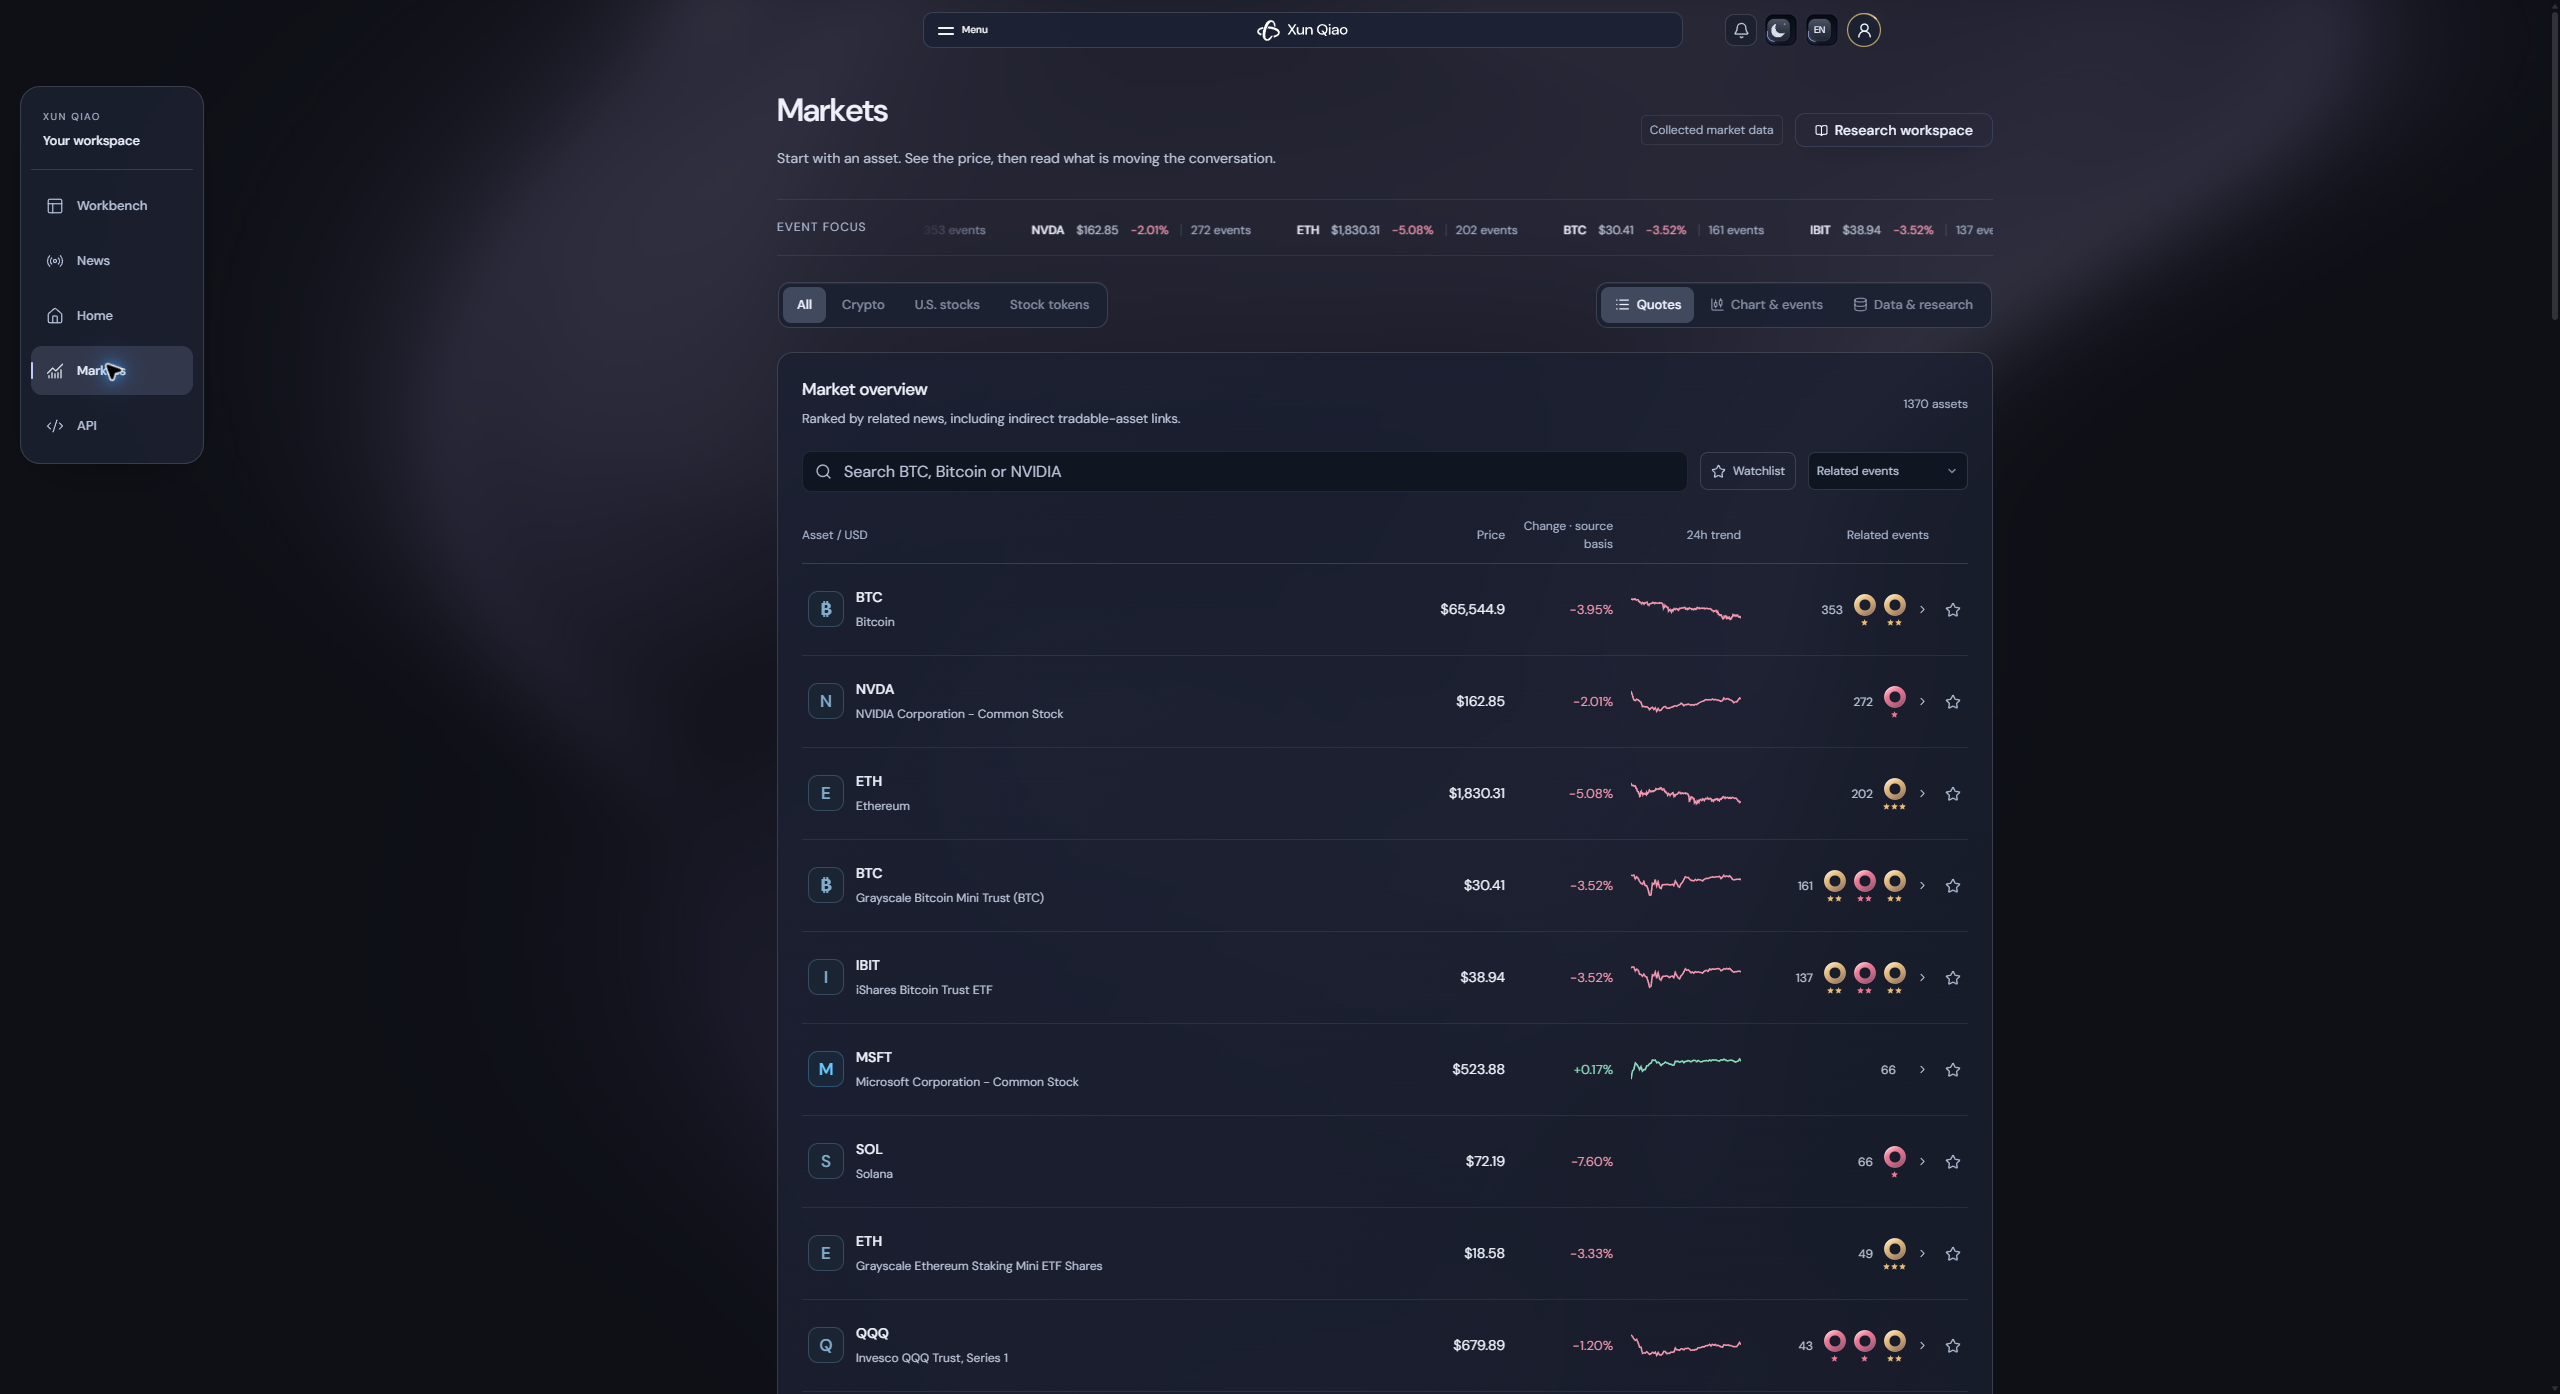 Menu
Xun Qiao
EN
XUN QIAO
Your workspace
Workbench
News
Home
Markets
API
Markets
Start with an asset. See the price, then read what is moving the conversation.
Collected market data
Research workspace
EVENT FOCUS
353 events
NVDA $162.85 -2.01% 272 events
ETH $1,830.31 -5.08% 202 events
BTC $30.41 -3.52% 161 events
IBIT $38.94 -3.52% 137 eve
All Crypto U.S. stocks Stock tokens
Quotes Chart & events Data & research
Market overview
Ranked by related news, including indirect tradable-asset links.
1370 assets
Search BTC, Bitcoin or NVIDIA
Watchlist
Related events
Asset / USD
Price
Change · source
basis
24h trend
Related events
BTC
Bitcoin
$65,544.9 -3.95% 353
N
NVDA
NVIDIA Corporation - Common Stock
$162.85 -2.01% 272
E
ETH
Ethereum
$1,830.31 -5.08% 202
BTC
Grayscale Bitcoin Mini Trust (BTC)
$30.41 -3.52% 161
I
IBIT
iShares Bitcoin Trust ETF
$38.94 -3.52% 137
M
MSFT
Microsoft Corporation - Common Stock
$523.88 +0.17% 66
S
SOL
Solana
$72.19 -7.60% 66
E
ETH
Grayscale Ethereum Staking Mini ETF Shares
$18.58 -3.33% 49
Q
QQQ
Invesco QQQ Trust, Series 1
$679.89 -1.20% 43